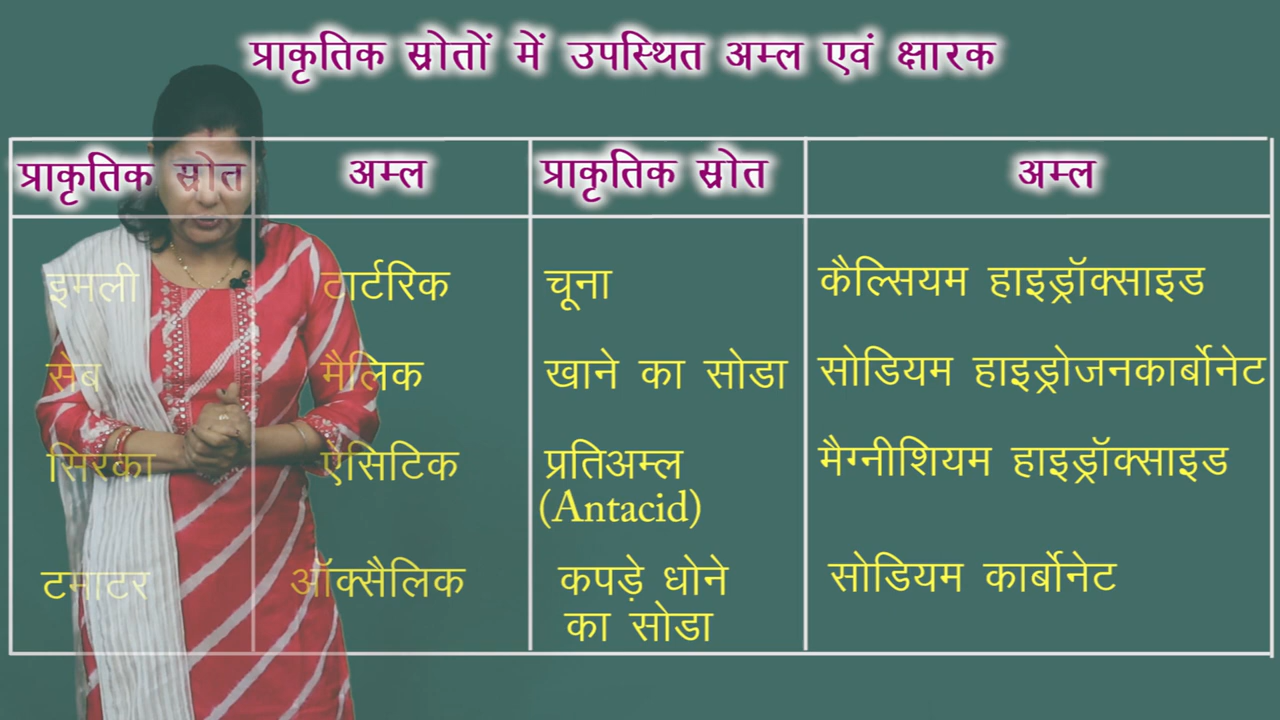 प्राकृतिक स्रोतों में उपस्थित अम्ल एवं क्षारक
प्राकृतिक स्रोत अम्ल प्राकृतिक स्रोत अम्ल
इमली टार्टरिक चूना कैल्सियम हाइड्रॉक्साइड
सेब मैलिक खाने का सोडा सोडियम हाइड्रोजनकार्बोनेट
सिरका ऐसिटिक प्रतिअम्ल मैग्नीशियम हाइड्रॉक्साइड
(Antacid)
टमाटर ऑक्सैलिक कपड़े धोने सोडियम कार्बोनेट
का सोडा